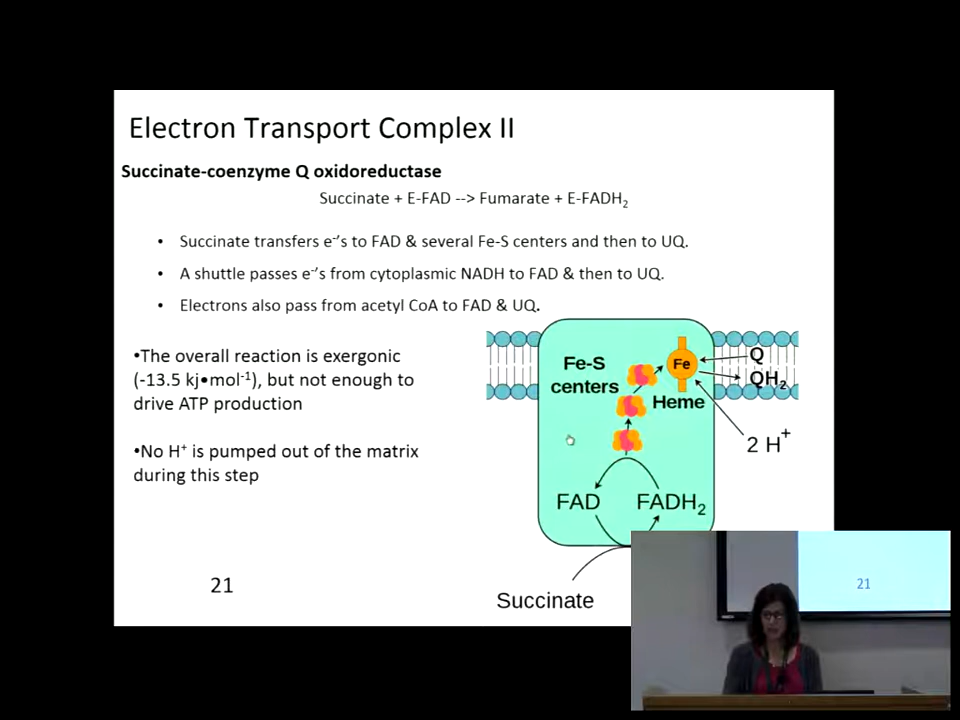 Electron Transport Complex II
Succinate-coenzyme Q oxidoreductase
Succinate + E-FAD --> Fumarate + E-FADH₂
• Succinate transfers e⁻'s to FAD & several Fe-S centers and then to UQ.
• A shuttle passes e⁻'s from cytoplasmic NADH to FAD & then to UQ.
• Electrons also pass from acetyl CoA to FAD & UQ.
•The overall reaction is exergonic
(-13.5 kj•mol⁻¹), but not enough to
drive ATP production
•No H⁺ is pumped out of the matrix
during this step
21
Fe-S
centers
Fe
Heme
Q
QH₂
2 H⁺
FAD
FADH₂
Succinate
21